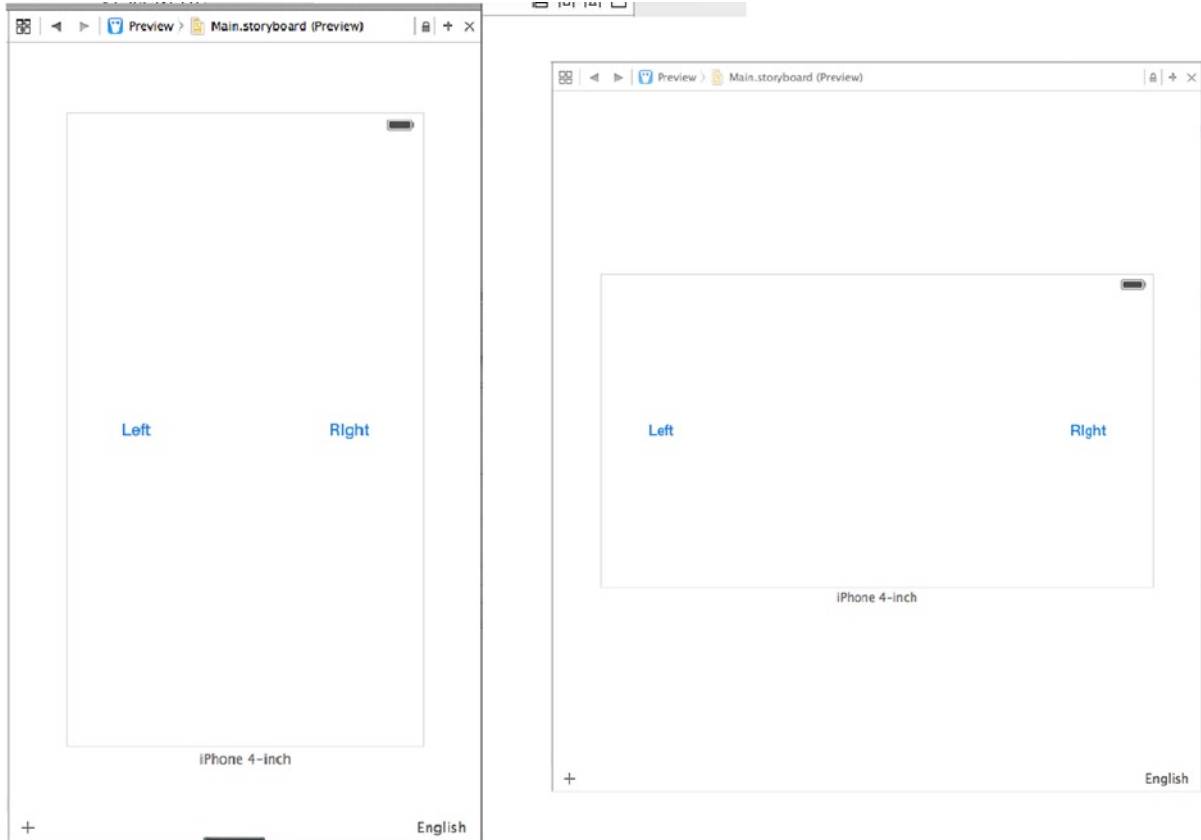 Preview > Main.storyboard (Preview)
Left
RIght
iPhone 4-inch
+
English
Preview > Main.storyboard (Preview)
Left
RIght
iPhone 4-inch
+
English